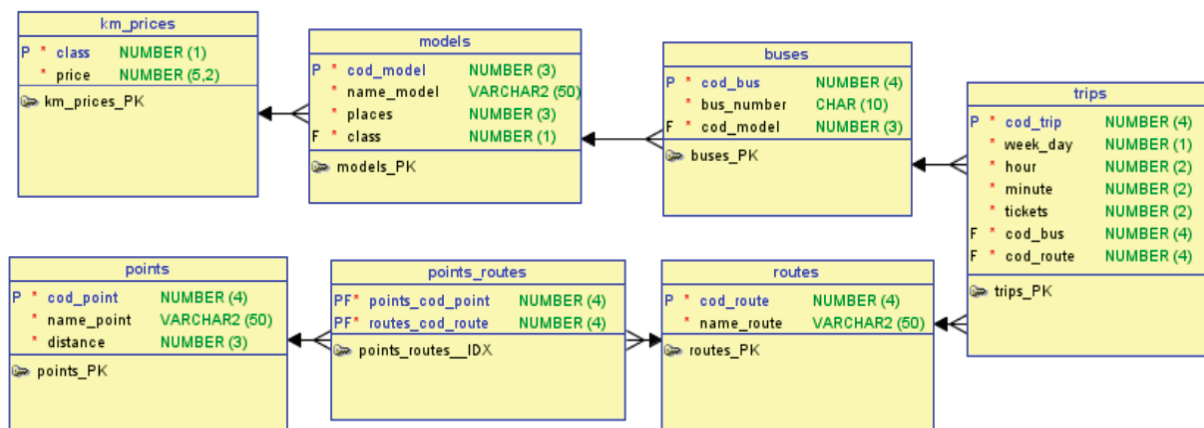 km_prices
P * class NUMBER (1)
* price NUMBER (5,2)
km_prices_PK
models
P * cod_model NUMBER (3)
* name_model VARCHAR2 (50)
* places NUMBER (3)
F * class NUMBER (1)
models_PK
buses
P * cod_bus NUMBER (4)
* bus_number CHAR (10)
F * cod_model NUMBER (3)
buses_PK
trips
P * cod_trip NUMBER (4)
* week_day NUMBER (1)
* hour NUMBER (2)
* minute NUMBER (2)
* tickets NUMBER (2)
F * cod_bus NUMBER (4)
F * cod_route NUMBER (4)
trips_PK
points
P * cod_point NUMBER (4)
* name_point VARCHAR2 (50)
* distance NUMBER (3)
points_PK
points_routes
PF* points_cod_point NUMBER (4)
PF* routes_cod_route NUMBER (4)
points_routes__IDX
routes
P * cod_route NUMBER (4)
* name_route VARCHAR2 (50)
routes_PK